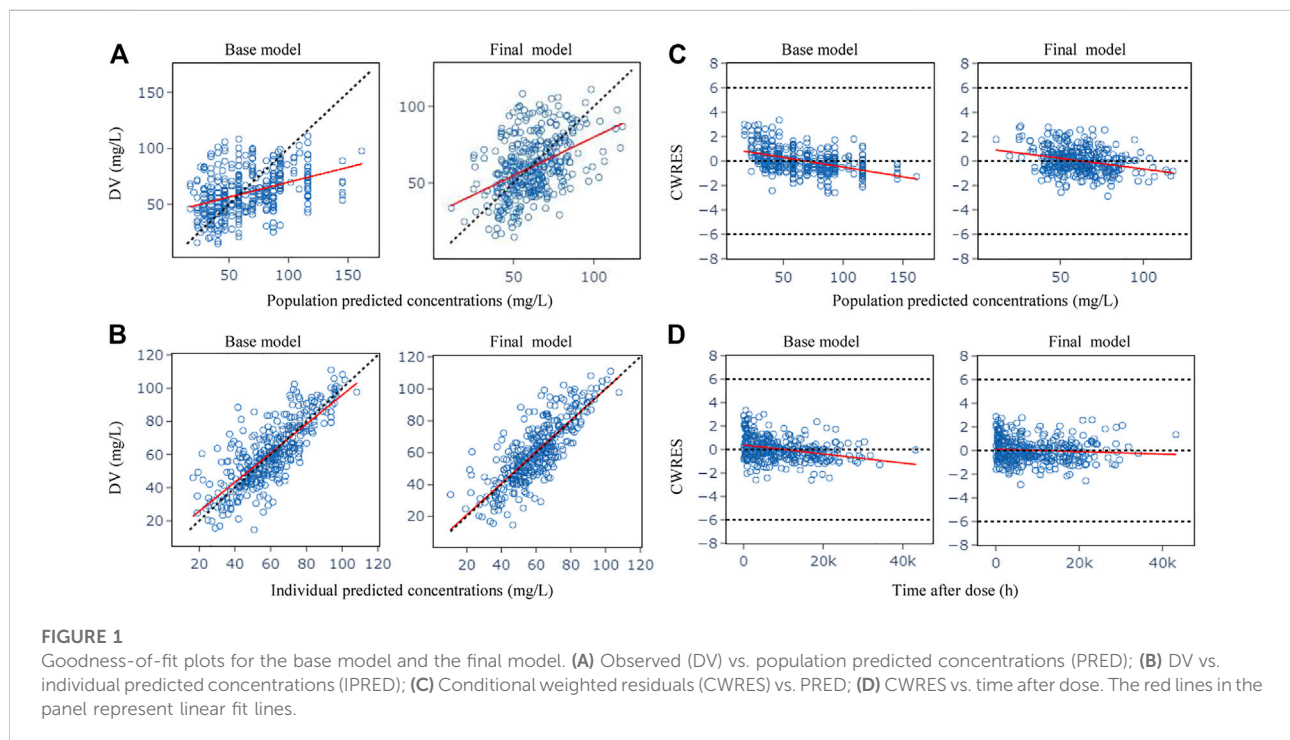 A
Base model
Final model
150
100
50
100
50
DV (mg/L)
50
100
150
50
100
Population predicted concentrations (mg/L)
C
Base model
Final model
8
6
4
2
0
−2
−4
−6
−8
8
6
4
2
0
−2
−4
−6
−8
CWRES
50
100
150
50
100
Population predicted concentrations (mg/L)
B
Base model
Final model
120
100
80
60
40
20
120
100
80
60
40
20
DV (mg/L)
20
40
60
80
100
120
20
40
60
80
100
120
Individual predicted concentrations (mg/L)
D
Base model
Final model
8
6
4
2
0
−2
−4
−6
−8
8
6
4
2
0
−2
−4
−6
−8
CWRES
0
20k
40k
0
20k
40k
Time after dose (h)
FIGURE 1
Goodness-of-fit plots for the base model and the final model. (A) Observed (DV) vs. population predicted concentrations (PRED); (B) DV vs.
individual predicted concentrations (IPRED); (C) Conditional weighted residuals (CWRES) vs. PRED; (D) CWRES vs. time after dose. The red lines in the
panel represent linear fit lines.